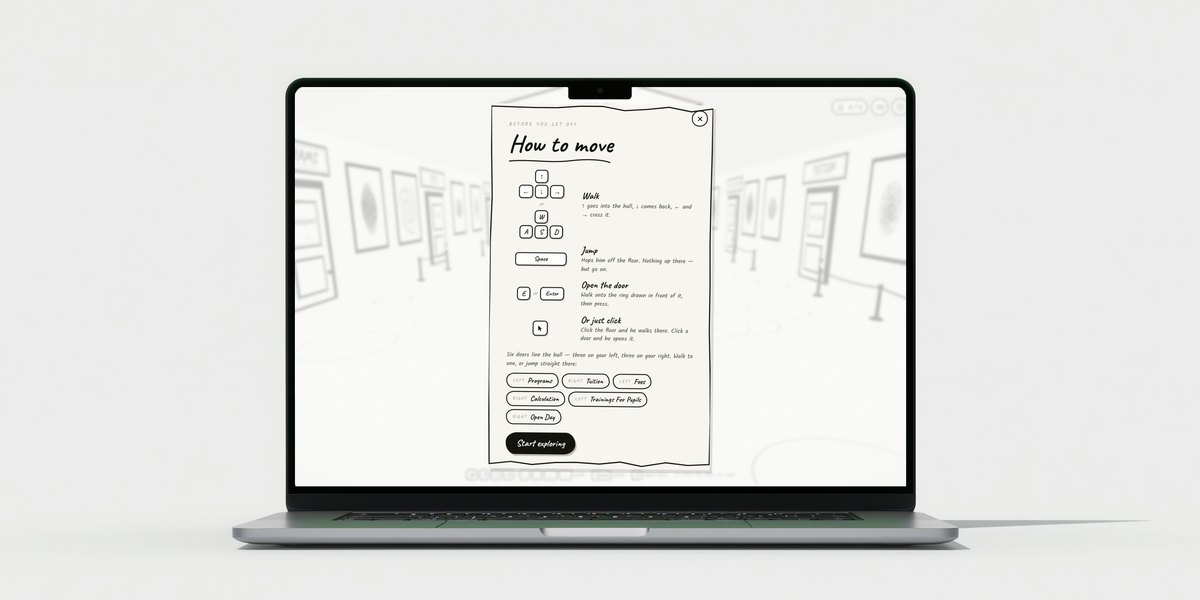 BEFORE YOU SET OFF
How to move
↑
← ↓ →
or
W
A S D
Walk
↑ goes into the hall, ↓ comes back, ← and
→ cross it.
Space
Jump
Hops him off the floor. Nothing up there —
but go on.
E or Enter
Open the door
Walk onto the ring drawn in front of it,
then press.
Or just click
Click the floor and he walks there. Click a
door and he opens it.
Six doors line the hall — three on your left, three on your right. Walk to
one, or jump straight there:
LEFT Programs RIGHT Tuition LEFT Fees
RIGHT Calculation LEFT Trainings For Pupils
RIGHT Open Day
Start exploring